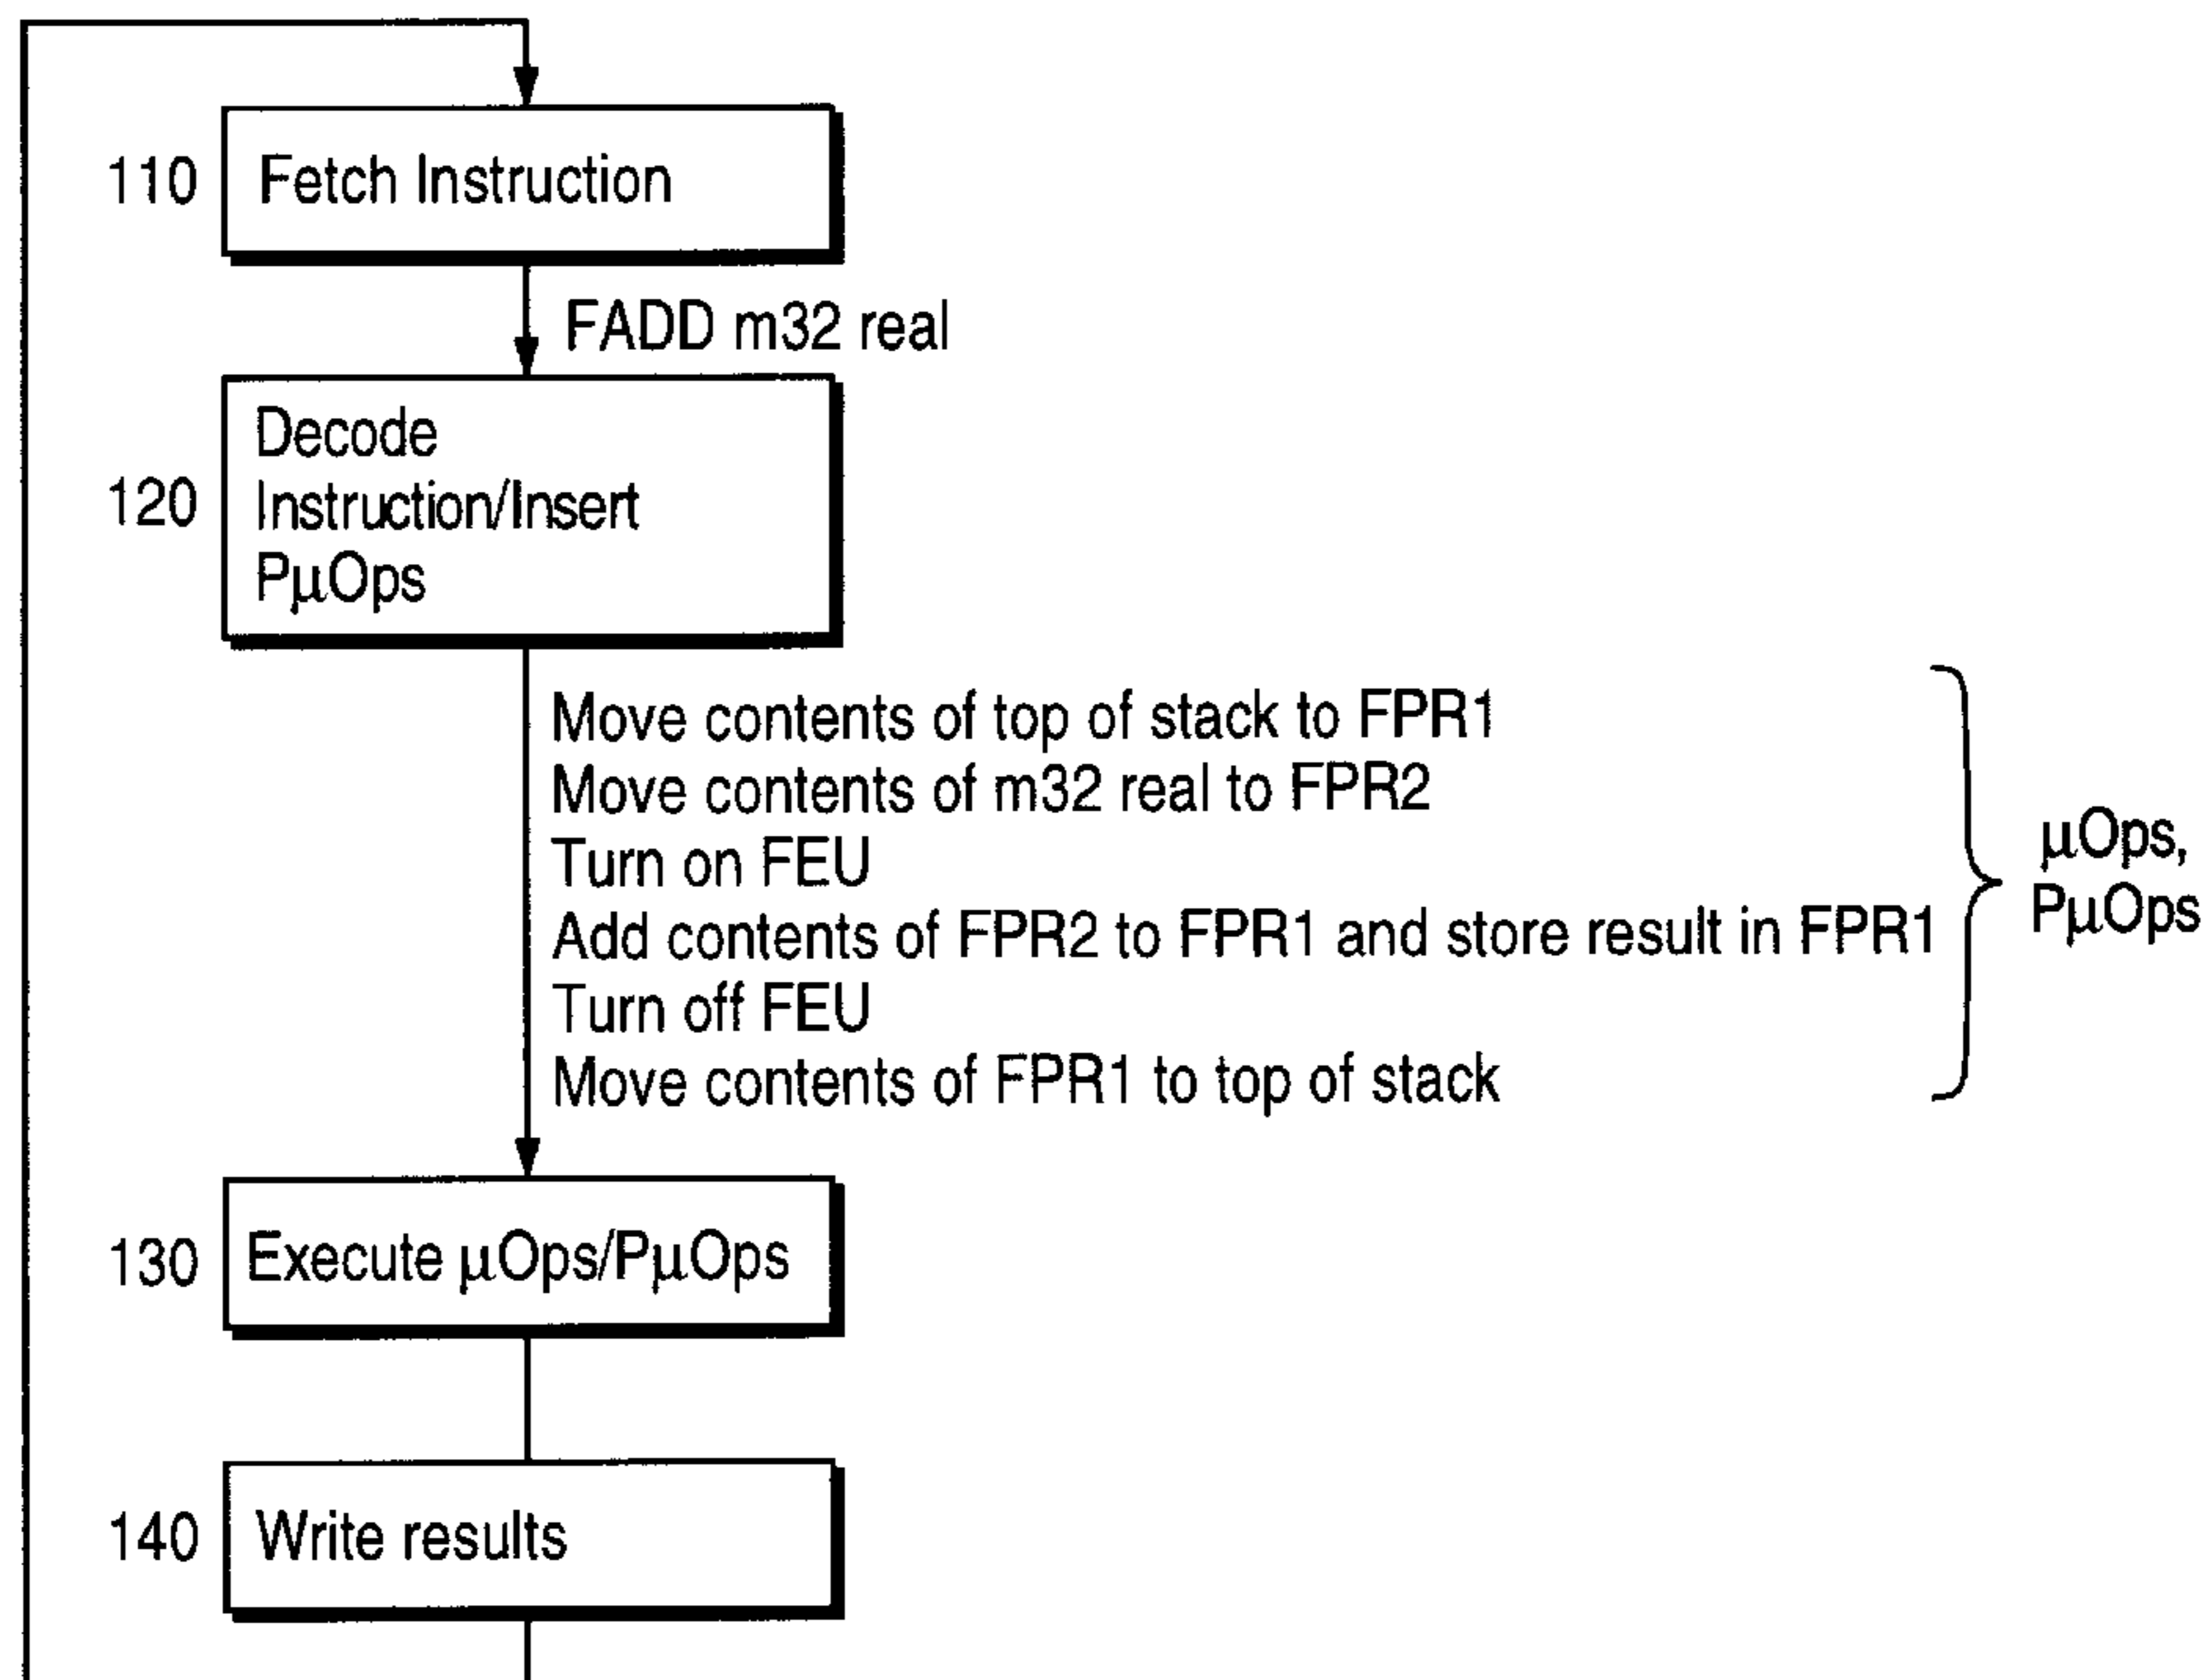 110 Fetch Instruction
FADD m32 real
Decode
120 Instruction/Insert
PµOps
Move contents of top of stack to FPR1
Move contents of m32 real to FPR2
Turn on FEU
Add contents of FPR2 to FPR1 and store result in FPR1
Turn off FEU
Move contents of FPR1 to top of stack
µOps,
PµOps
130 Execute µOps/PµOps
140 Write results